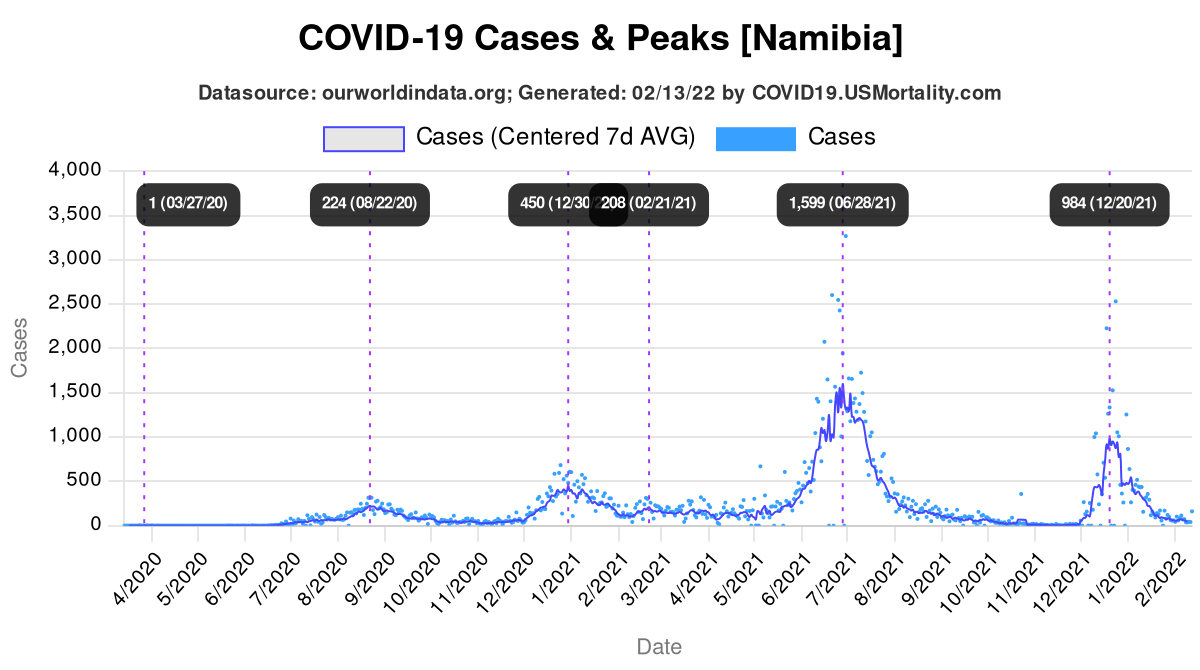 COVID-19 Cases & Peaks [Namibia]
Datasource: ourworldindata.org; Generated: 02/13/22 by COVID19.USMortality.com
Cases (Centered 7d AVG) Cases
4,000
1 (03/27/20) 224 (08/22/20) 450 (12/30 208 (02/21/21) 1,599 (06/28/21) 984 (12/20/21)
3,500
3,000
2,500
2,000
1,500
1,000
500
0
Cases
4/2020 5/2020 6/2020 7/2020 8/2020 9/2020 10/2020 11/2020 12/2020 1/2021 2/2021 3/2021 4/2021 5/2021 6/2021 7/2021 8/2021 9/2021 10/2021 11/2021 12/2021 1/2022 2/2022
Date